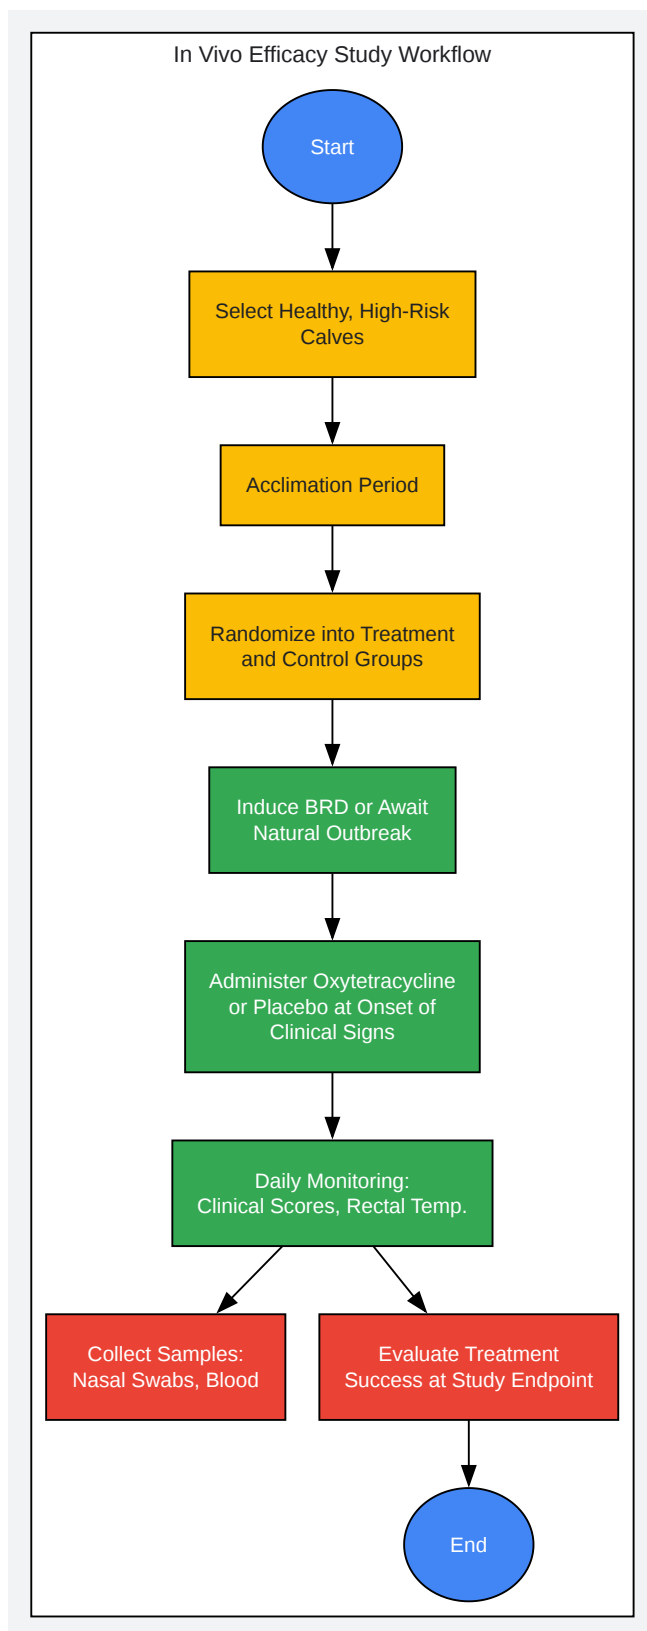 In Vivo Efficacy Study Workflow
Start
Select Healthy, High-Risk
Calves
Acclimation Period
Randomize into Treatment
and Control Groups
Induce BRD or Await
Natural Outbreak
Administer Oxytetracycline
or Placebo at Onset of
Clinical Signs
Daily Monitoring:
Clinical Scores, Rectal Temp.
Collect Samples:
Nasal Swabs, Blood
Evaluate Treatment
Success at Study Endpoint
End